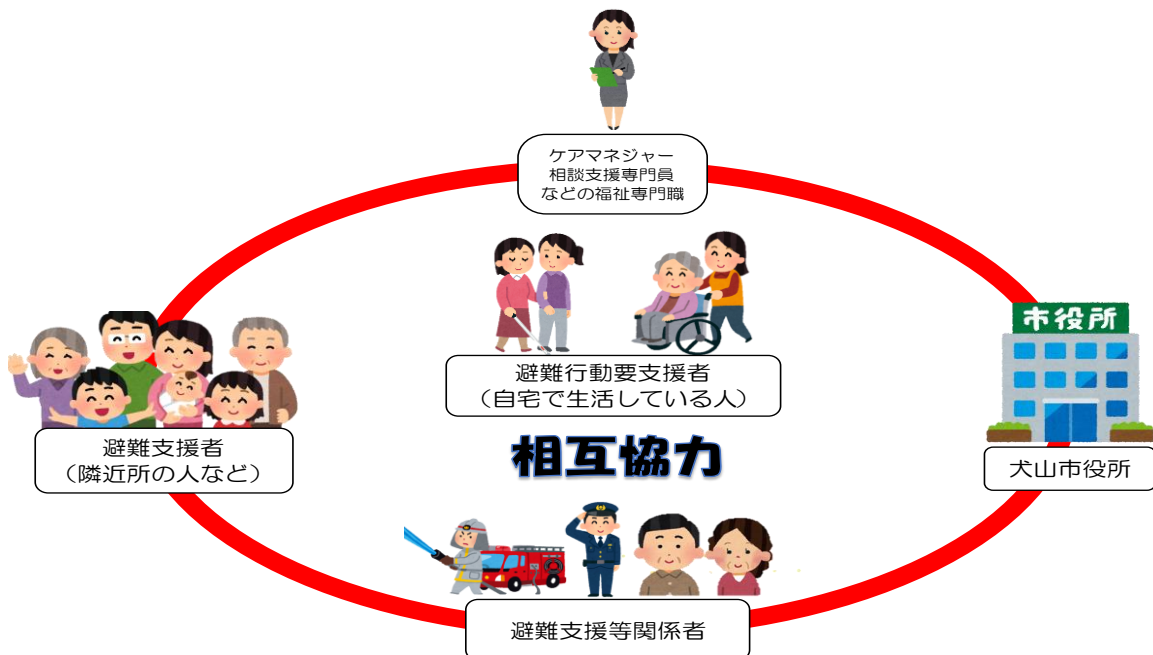 ケアマネジャー
相談支援専門員
などの福祉専門職
市役所
避難行動要支援者
（自宅で生活している人）
避難支援者
（隣近所の人など）
相互協力
犬山市役所
避難支援等関係者